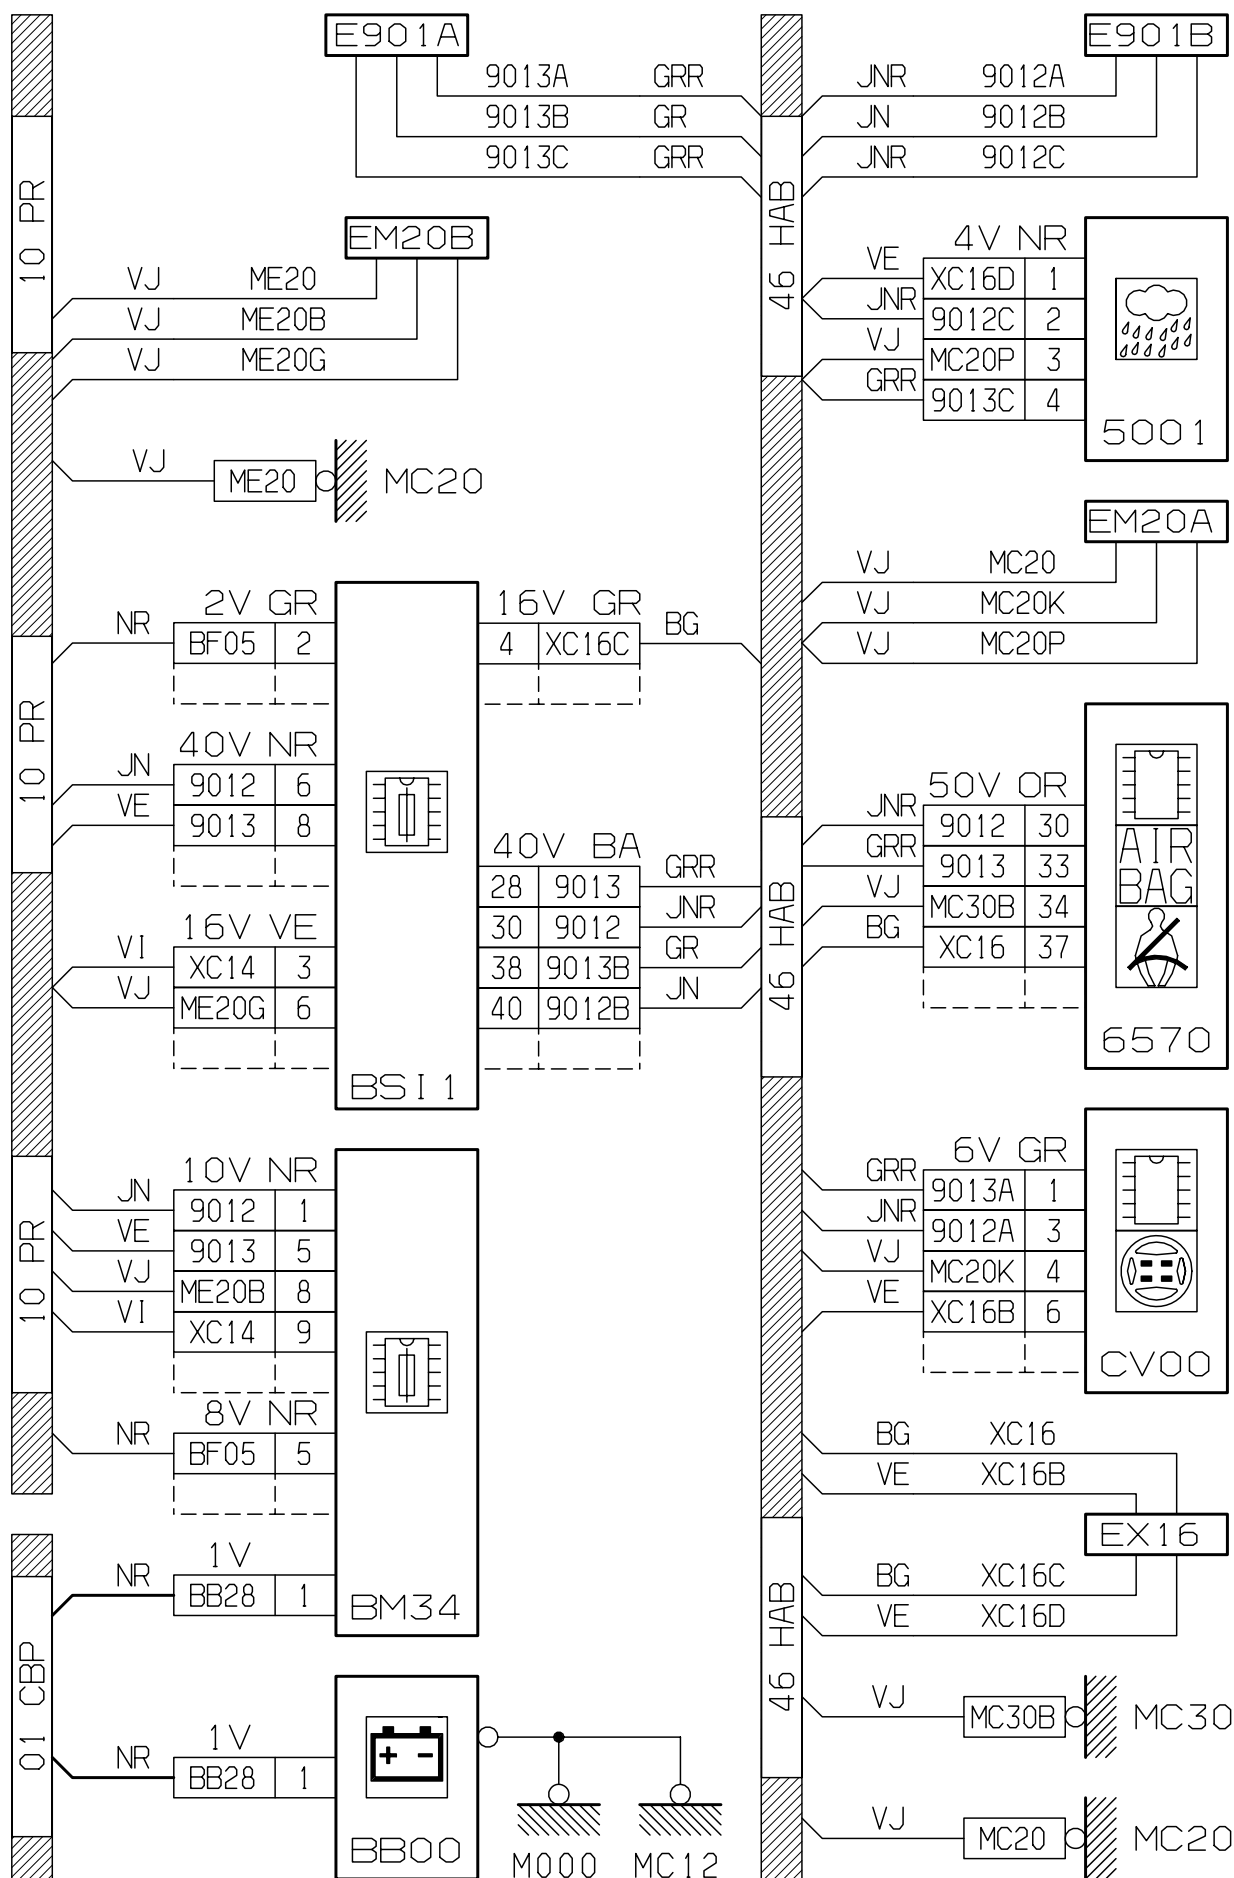 E901A
9013A GRR
9013B GR
9013C GRR
10 PR
EM20B
VJ ME20
VJ ME20B
VJ ME20G
VJ ME20 MC20
2V GR
NR BF05 2
40V NR
JN 9012 6
VE 9013 8
16V VE
VI XC14 3
VJ ME20G 6
16V GR
4 XC16C BG
40V BA
28 9013 GRR
30 9012 JNR
38 9013B GR
40 9012B JN
BSI1
10 PR
10V NR
JN 9012 1
VE 9013 5
VJ ME20B 8
VI XC14 9
8V NR
NR BF05 5
1V
NR BB28 1
BM34
10 PR
01 CBP
1V
NR BB28 1
+ -
BB00
M000 MC12
E901B
JNR 9012A
JN 9012B
JNR 9012C
46 HAB
4V NR
VE XC16D 1
JNR 9012C 2
VJ MC20P 3
GRR 9013C 4
5001
EM20A
VJ MC20
VJ MC20K
VJ MC20P
50V OR
JNR 9012 30
GRR 9013 33
VJ MC30B 34
BG XC16 37
AIR
BAG
6570
46 HAB
6V GR
GRR 9013A 1
JNR 9012A 3
VJ MC20K 4
VE XC16B 6
CV00
BG XC16
VE XC16B
EX16
BG XC16C
VE XC16D
46 HAB
VJ MC30B MC30
VJ MC20 MC20